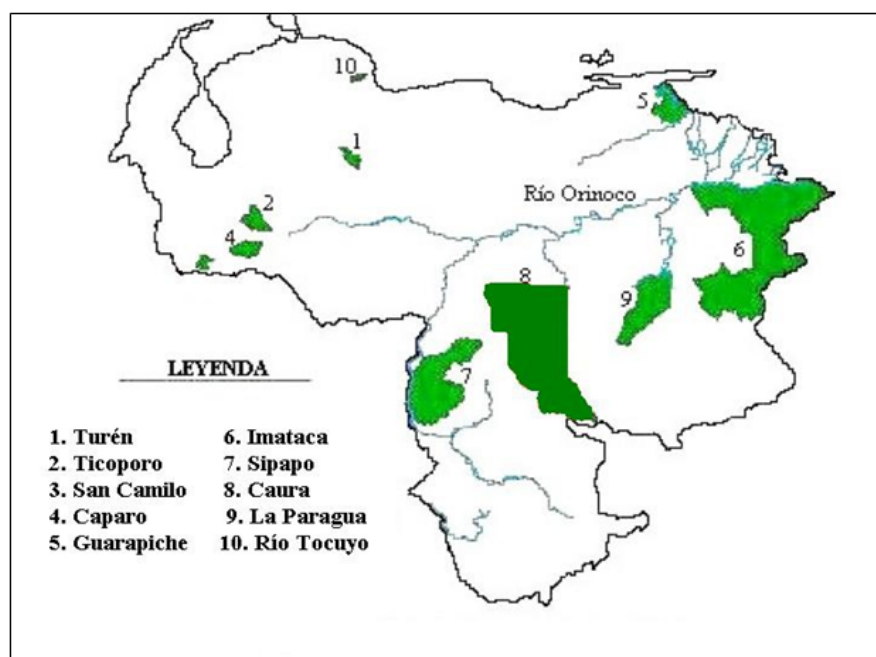 10
5
1
Río Orinoco
2
6
4
8
9
7
LEYENDA
1. Turén 6. Imataca
2. Ticoporo 7. Sipapo
3. San Camilo 8. Caura
4. Caparo 9. La Paragua
5. Guarapiche 10. Río Tocuyo